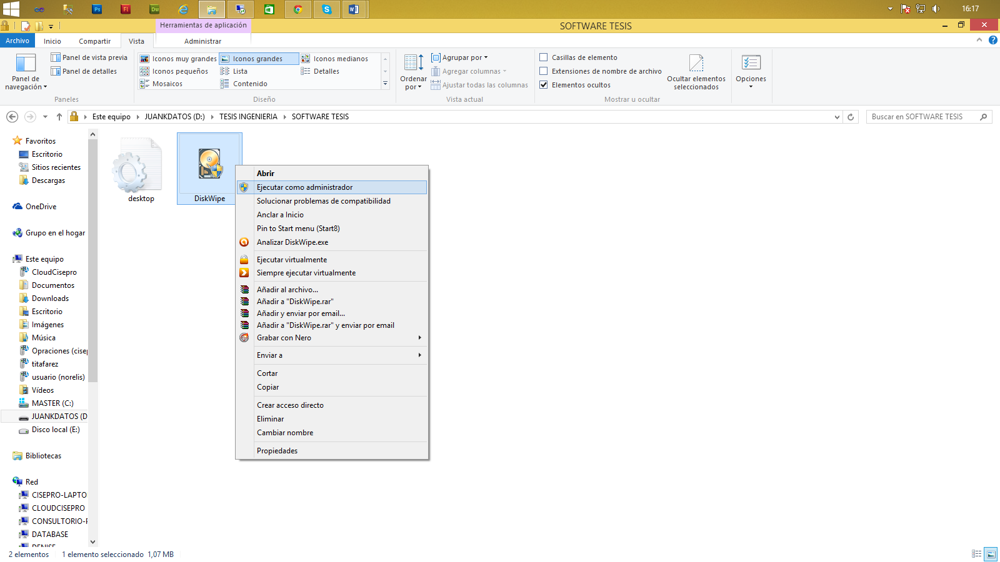 Ps
Fl
Dw
16:17
Herramientas de aplicación
SOFTWARE TESIS
Archivo
Inicio
Compartir
Vista
Administrar
Panel de navegación
Panel de vista previa
Panel de detalles
Paneles
Iconos muy grandes
Iconos grandes
Iconos medianos
Iconos pequeños
Lista
Detalles
Mosaicos
Contenido
Diseño
Ordenar por
Agrupar por
Agregar columnas
Ajustar todas las columnas
Vista actual
Casillas de elemento
Extensiones de nombre de archivo
Elementos ocultos
Ocultar elementos seleccionados
Mostrar u ocultar
Opciones
Este equipo
JUANKDATOS (D:)
TESIS INGENIERIA
SOFTWARE TESIS
Buscar en SOFTWARE TESIS
Favoritos
Escritorio
Sitios recientes
Descargas
OneDrive
Grupo en el hogar
Este equipo
CloudCisepro
Documentos
Downloads
Escritorio
Imágenes
Música
Opraciones (cisep
titafarez
usuario (norelis)
Vídeos
MASTER (C:)
JUANKDATOS (D
Disco local (E:)
Bibliotecas
Red
CISEPRO-LAPTO
CLOUDCISEPRO
CONSULTORIO-P
DATABASE
DENISE
desktop
DiskWipe
Abrir
Ejecutar como administrador
Solucionar problemas de compatibilidad
Anclar a Inicio
Pin to Start menu (Start8)
Analizar DiskWipe.exe
Ejecutar virtualmente
Siempre ejecutar virtualmente
Añadir al archivo...
Añadir a "DiskWipe.rar"
Añadir y enviar por email...
Añadir a "DiskWipe.rar" y enviar por email
Grabar con Nero
Enviar a
Cortar
Copiar
Crear acceso directo
Eliminar
Cambiar nombre
Propiedades
2 elementos
1 elemento seleccionado 1,07 MB